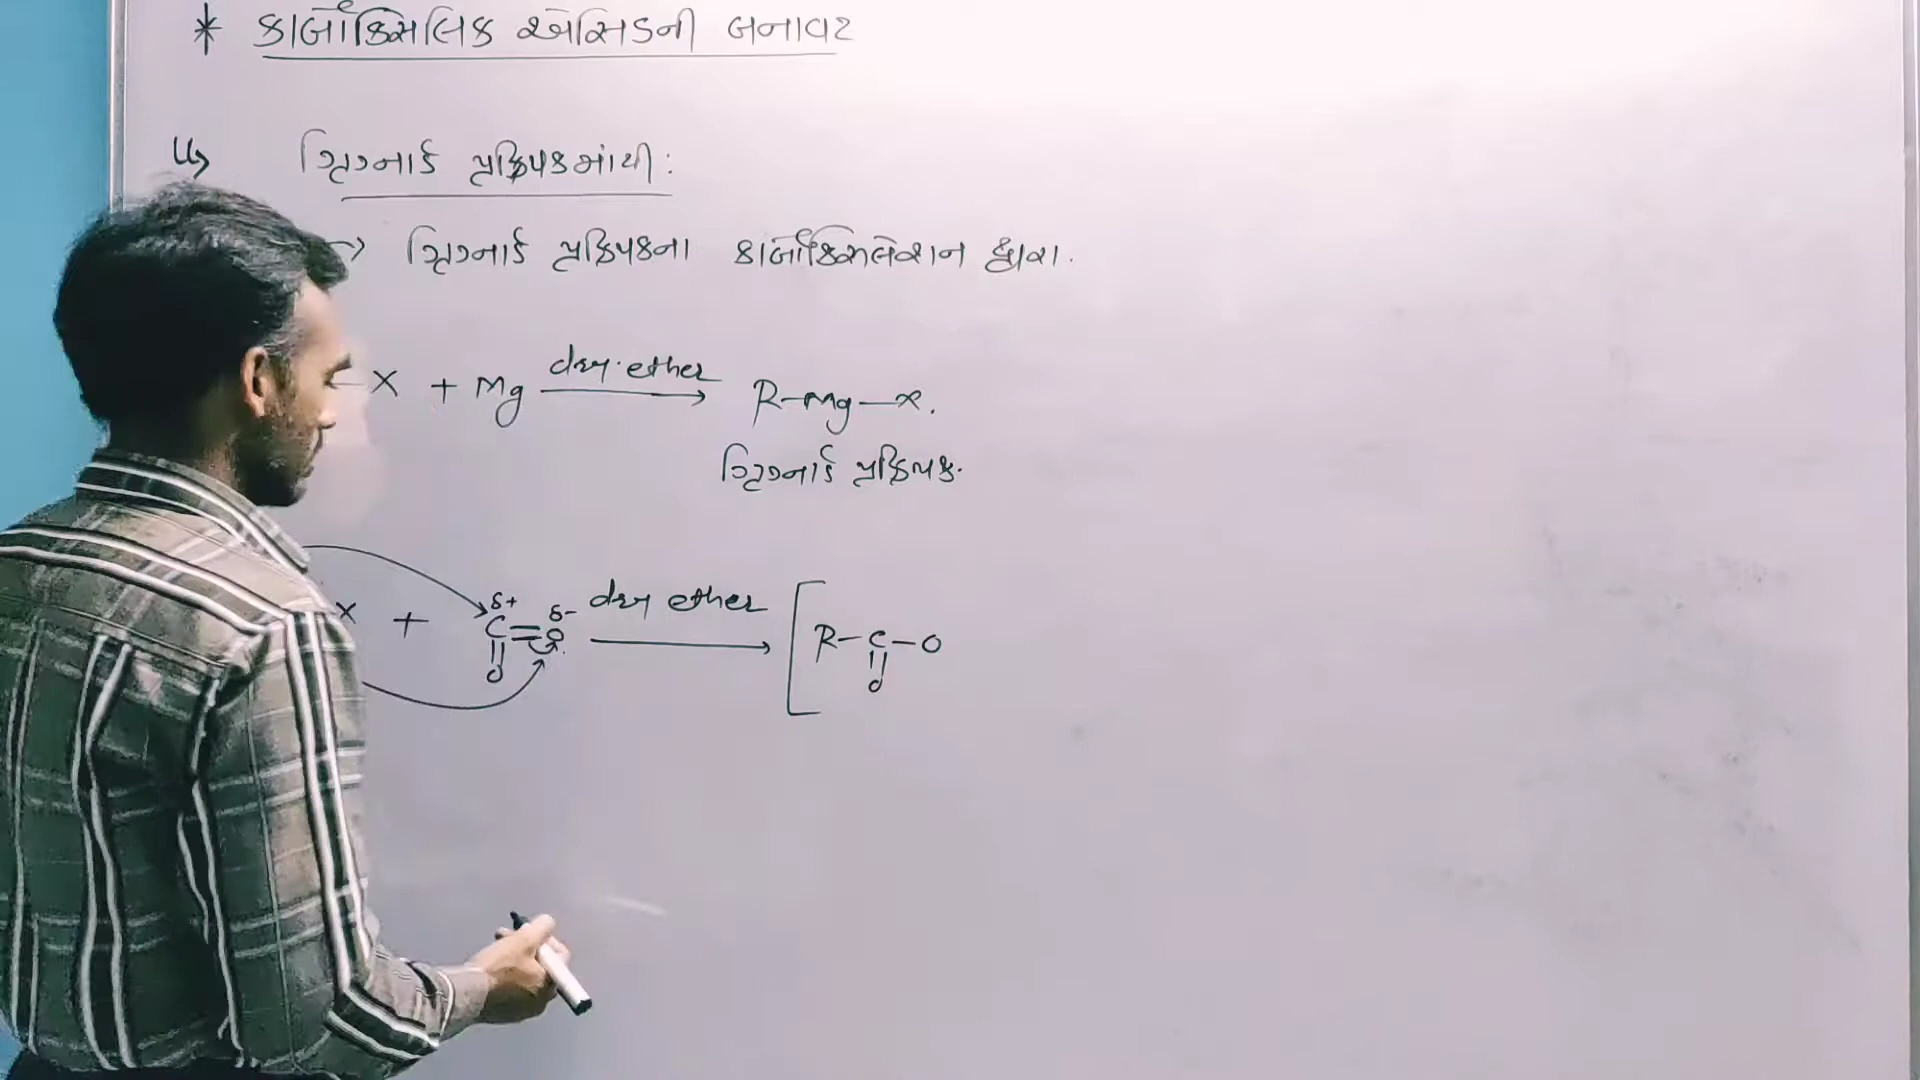 * કાર્બોક્સિલિક એસિડની બનાવટ
ગ્રિગ્નાર્ડ પ્રક્રિયકમાંથી:
→ ગ્રિગ્નાર્ડ પ્રક્રિયકના કાર્બોક્સિલેશન દ્વારા.
X + Mg dry ether → R-Mg-X.
ગ્રિગ્નાર્ડ પ્રક્રિયક.
δ+ δ- dry ether
X + C=O → [R-C-O
O O